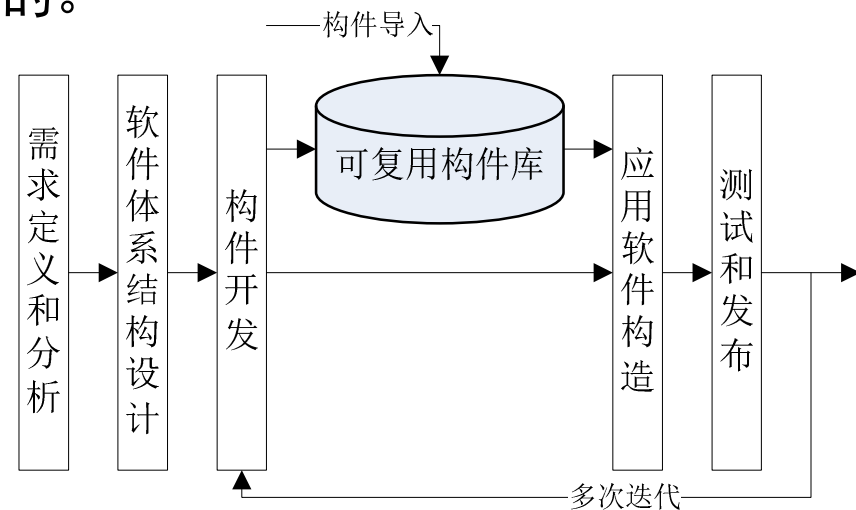 的。
构件导入
需求定义和分析
软件体系结构设计
构件开发
可复用构件库
应用软件构造
测试和发布
多次迭代